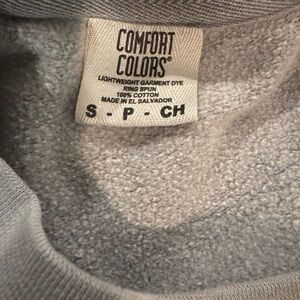 COMFORT
COLORS®
LIGHTWEIGHT GARMENT DYE
RING SPUN
100% COTTON
MADE IN EL SALVADOR
S - P - CH